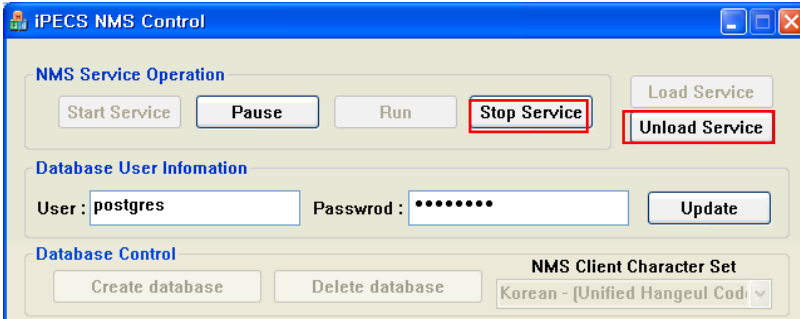 iPECS NMS Control
NMS Service Operation
Start Service Pause Run Stop Service
Load Service
Unload Service
Database User Infomation
User : postgres Passwrod : ●●●●●●●● Update
Database Control
Create database Delete database
NMS Client Character Set
Korean - (Unified Hangeul Code